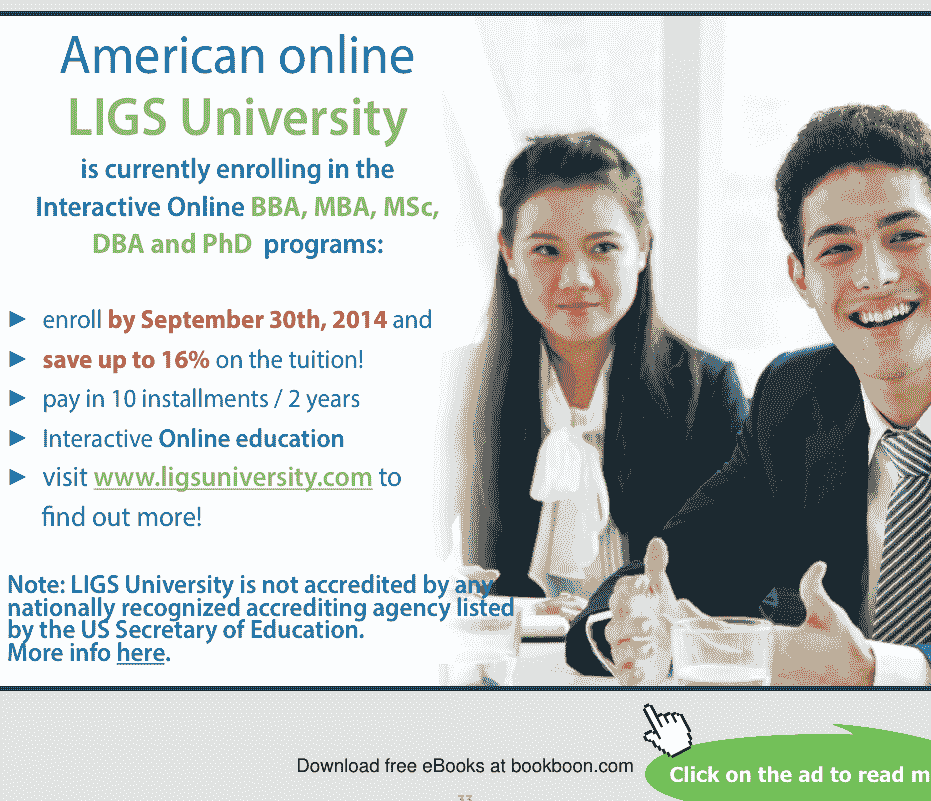 American online
LIGS University
is currently enrolling in the
Interactive Online BBA, MBA, MSc,
DBA and PhD programs:
► enroll by September 30th, 2014 and
► save up to 16% on the tuition!
► pay in 10 installments / 2 years
► Interactive Online education
► visit www.ligsuniversity.com to
find out more!
Note: LIGS University is not accredited by any
nationally recognized accrediting agency listed
by the US Secretary of Education.
More info here.
Download free eBooks at bookboon.com
Click on the ad to read m
33